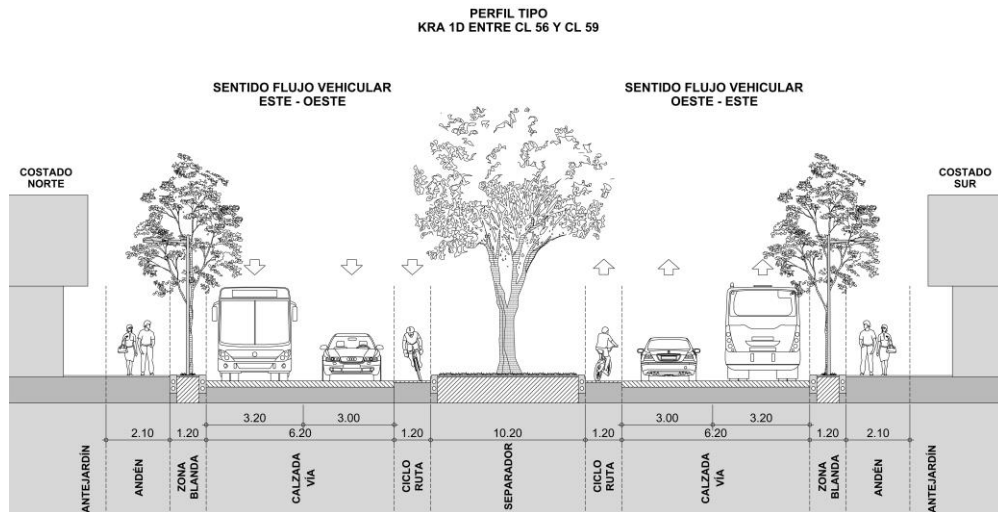 PERFIL TIPO
KRA 1D ENTRE CL 56 Y CL 59
SENTIDO FLUJO VEHICULAR
ESTE - OESTE
SENTIDO FLUJO VEHICULAR
OESTE - ESTE
COSTADO
NORTE
COSTADO
SUR
3.20
3.00
3.00
3.20
2.10
1.20
6.20
1.20
10.20
1.20
6.20
1.20
2.10
ANTEJARDÍN
ANDÉN
ZONA
BLANDA
CALZADA
VÍA
CICLO
RUTA
SEPARADOR
CICLO
RUTA
CALZADA
VÍA
ZONA
BLANDA
ANDÉN
ANTEJARDÍN